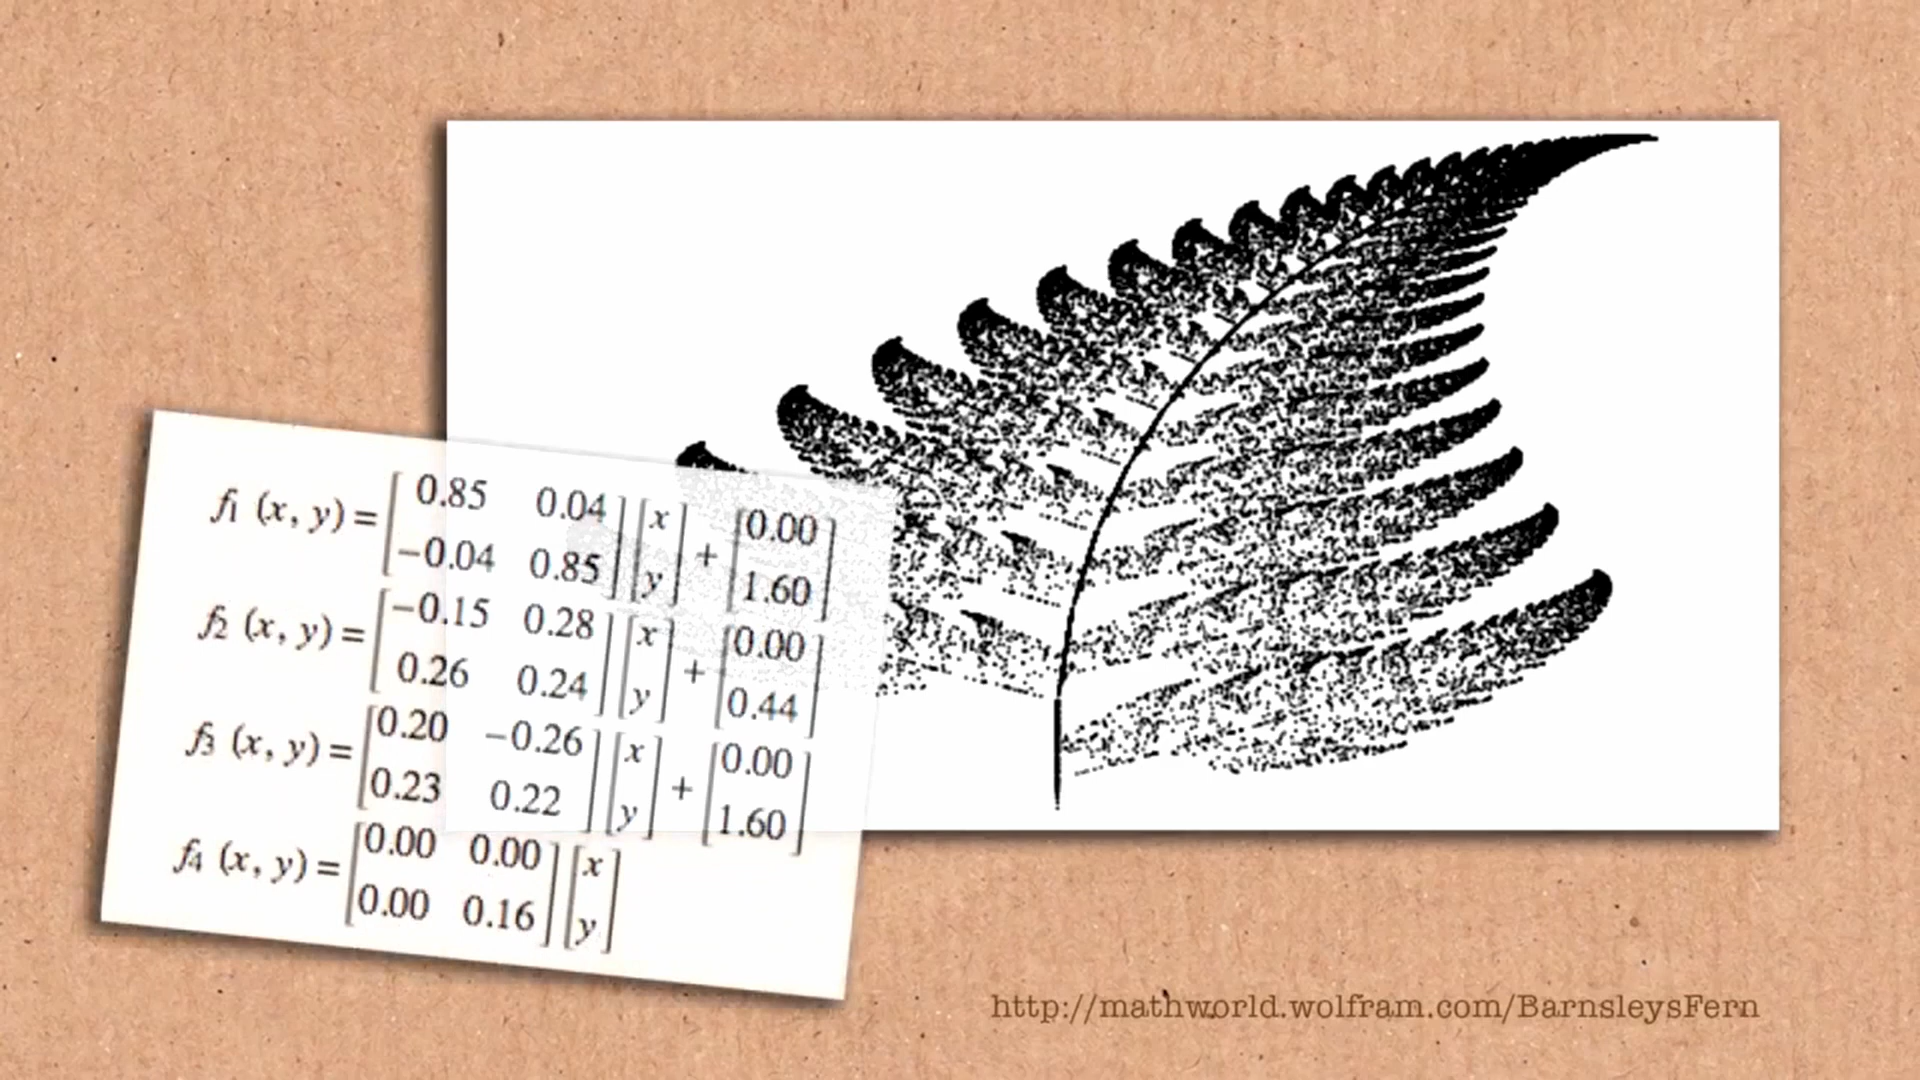 f1 (x, y) = [0.85 0.04; −0.04 0.85] [x; y] + [0.00; 1.60]
f2 (x, y) = [−0.15 0.28; 0.26 0.24] [x; y] + [0.00; 0.44]
f3 (x, y) = [0.20 −0.26; 0.23 0.22] [x; y] + [0.00; 1.60]
f4 (x, y) = [0.00 0.00; 0.00 0.16] [x; y]
http://mathworld.wolfram.com/BarnsleysFern